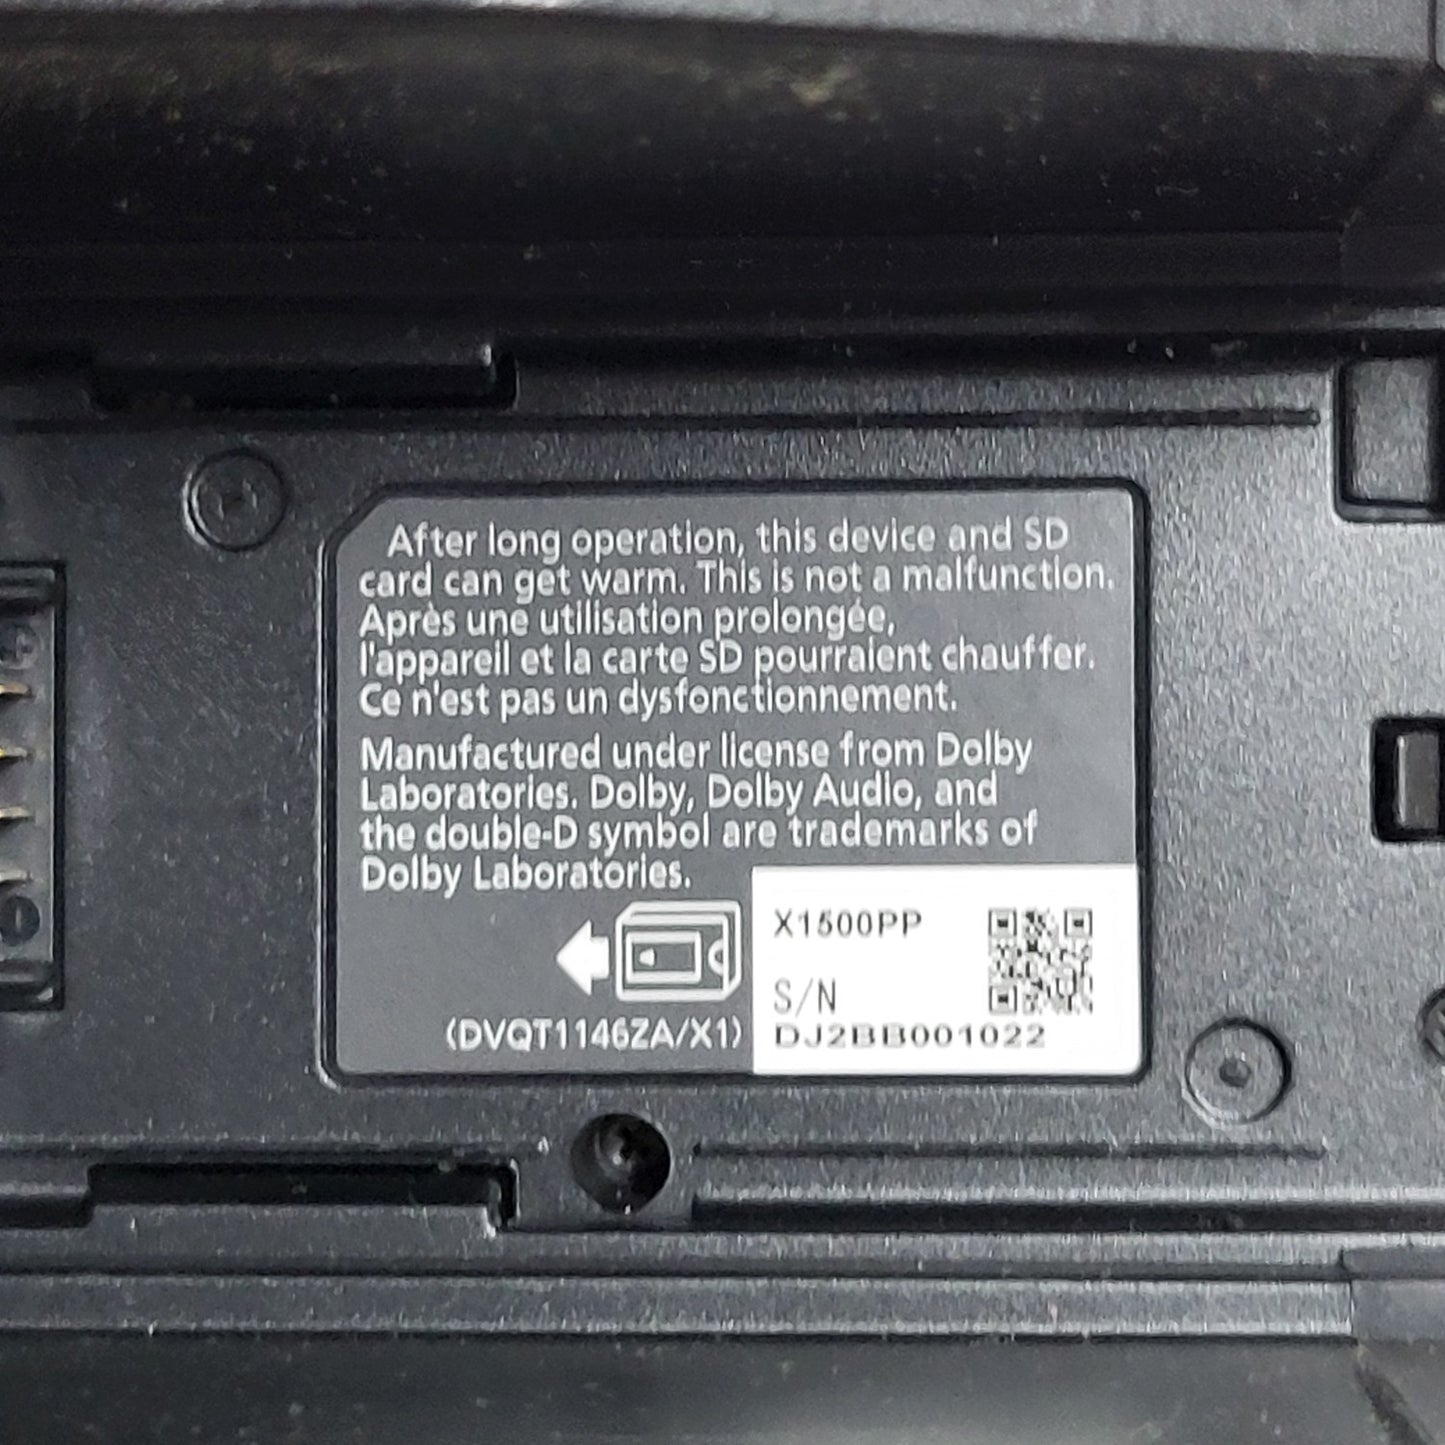 After long operation, this device and SD
card can get warm. This is not a malfunction.
Après une utilisation prolongée,
l'appareil et la carte SD pourraient chauffer.
Ce n'est pas un dysfonctionnement.
Manufactured under license from Dolby
Laboratories. Dolby, Dolby Audio, and
the double-D symbol are trademarks of
Dolby Laboratories.
(DVQT1146ZA/X1)
X1500PP
S/N
DJ2BB001022